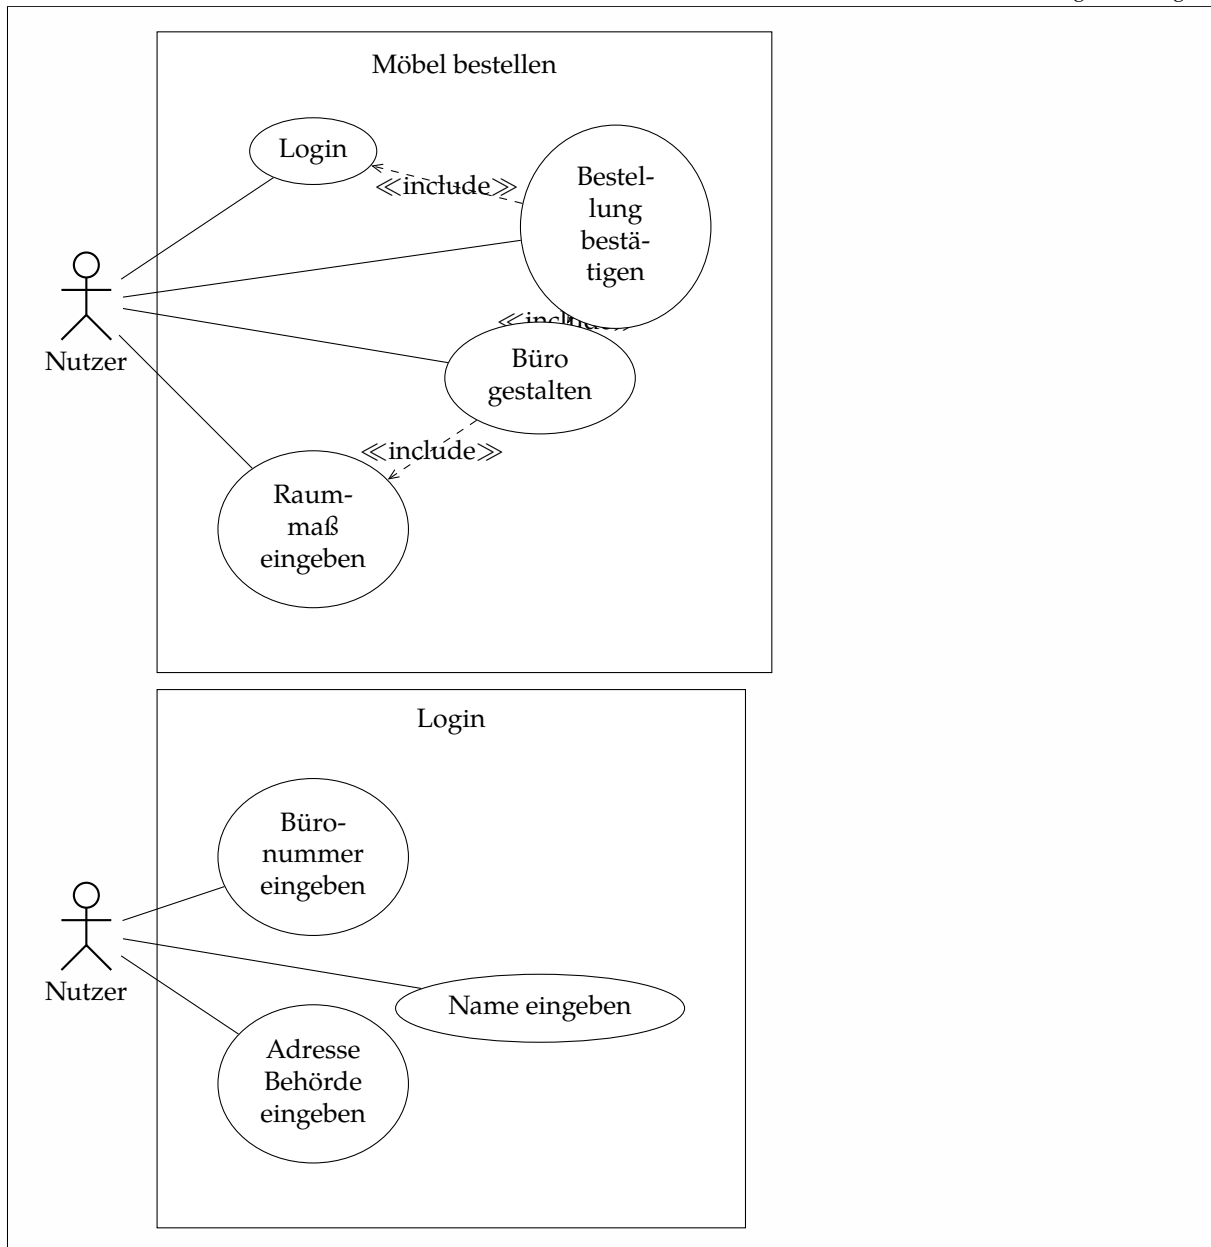 Möbel bestellen
Login
≪include≫
Bestel-
lung
bestä-
tigen
≪include≫
Nutzer
Büro
gestalten
≪include≫
Raum-
maß
eingeben
Login
Büro-
nummer
eingeben
Nutzer
Name eingeben
Adresse
Behörde
eingeben